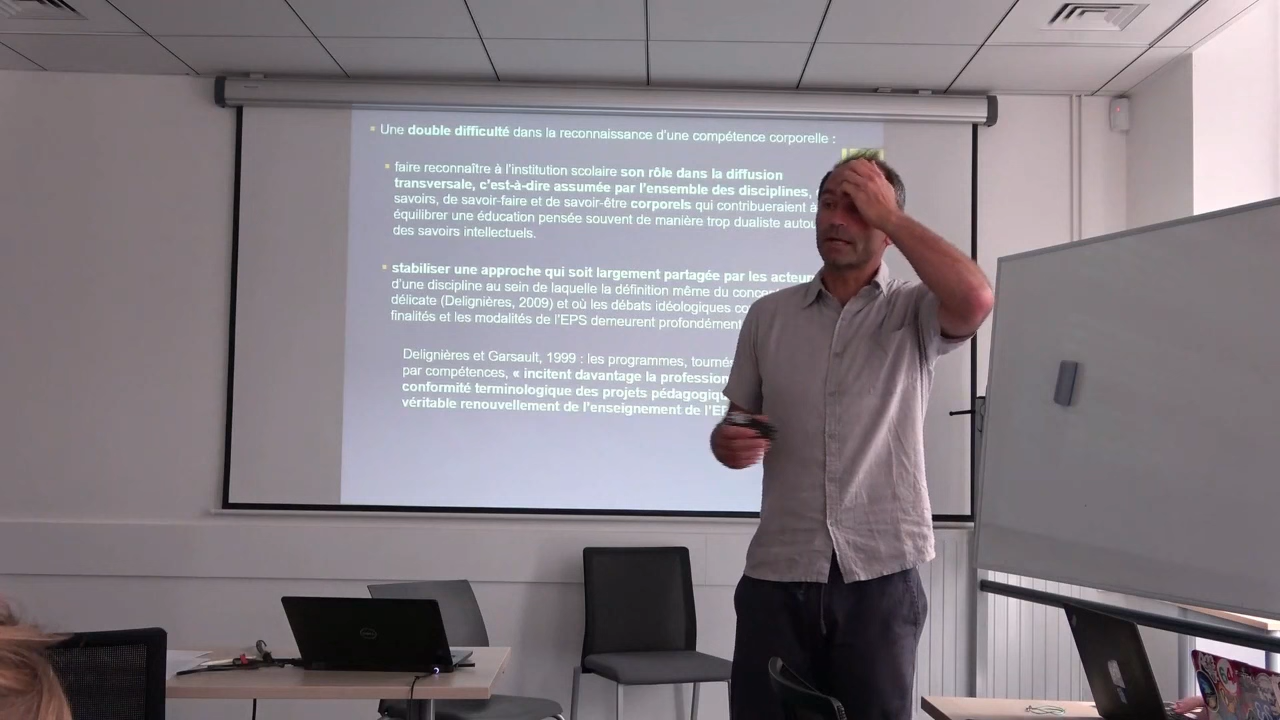 Une double difficulté dans la reconnaissance d'une compétence corporelle :
faire reconnaître à l'institution scolaire son rôle dans la diffusion
transversale, c'est-à-dire assumée par l'ensemble des disciplines,
savoirs, de savoir-faire et de savoir-être corporels qui contribueraient à
équilibrer une éducation pensée souvent de manière trop dualiste
des savoirs intellectuels.
stabiliser une approche qui soit largement partagée par les
d'une discipline au sein de laquelle la définition même du
délicate (Delignières, 2009) et où les débats idéologiques
finalités et les modalités de l'EPS demeurent
Delignières et Garsault, 1999 : les programmes,
par compétences, « incitent davantage la
conformité terminologique des projets
véritable renouvellement de l'enseignement de
DELL